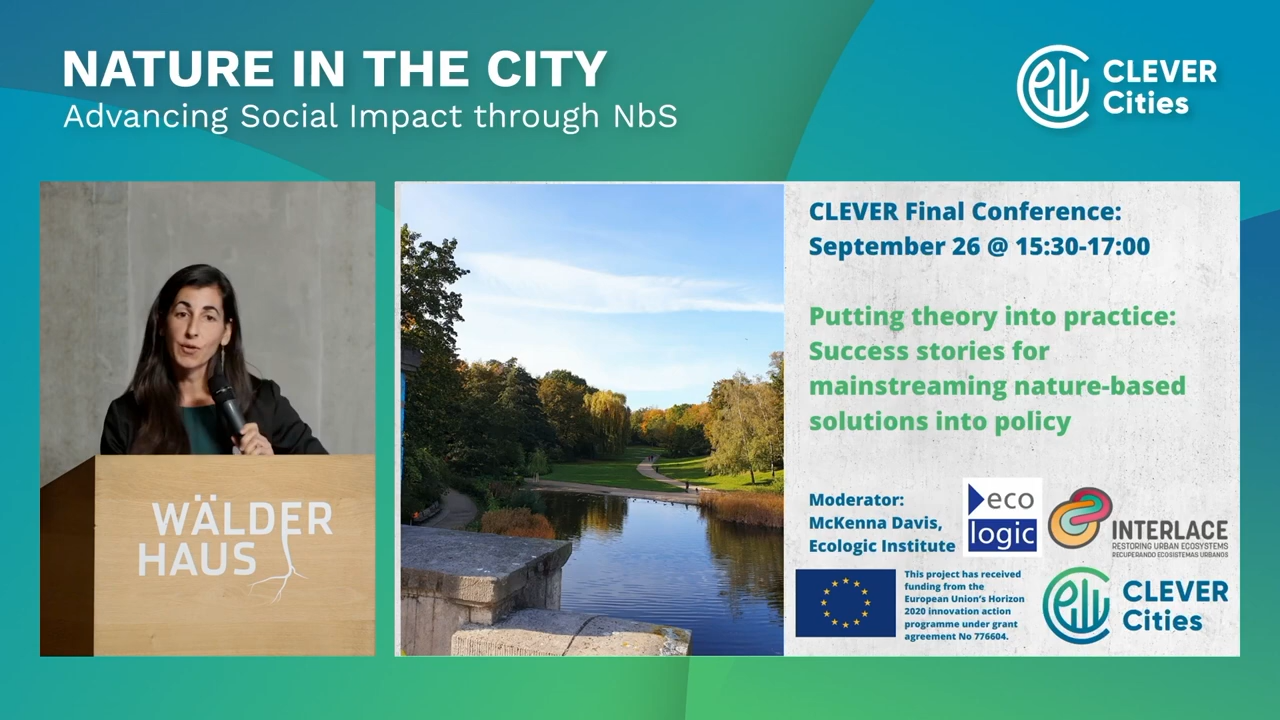 NATURE IN THE CITY
Advancing Social Impact through NbS
CLEVER
Cities
WÄLDER
HAUS
CLEVER Final Conference:
September 26 @ 15:30-17:00
Putting theory into practice:
Success stories for
mainstreaming nature-based
solutions into policy
Moderator:
McKenna Davis,
Ecologic Institute
eco
logic
INTERLACE
RESTORING URBAN ECOSYSTEMS
RECUPERANDO ECOSISTEMAS URBANOS
This project has received
funding from the
European Union's Horizon
2020 innovation action
programme under grant
agreement No 776604.
CLEVER
Cities